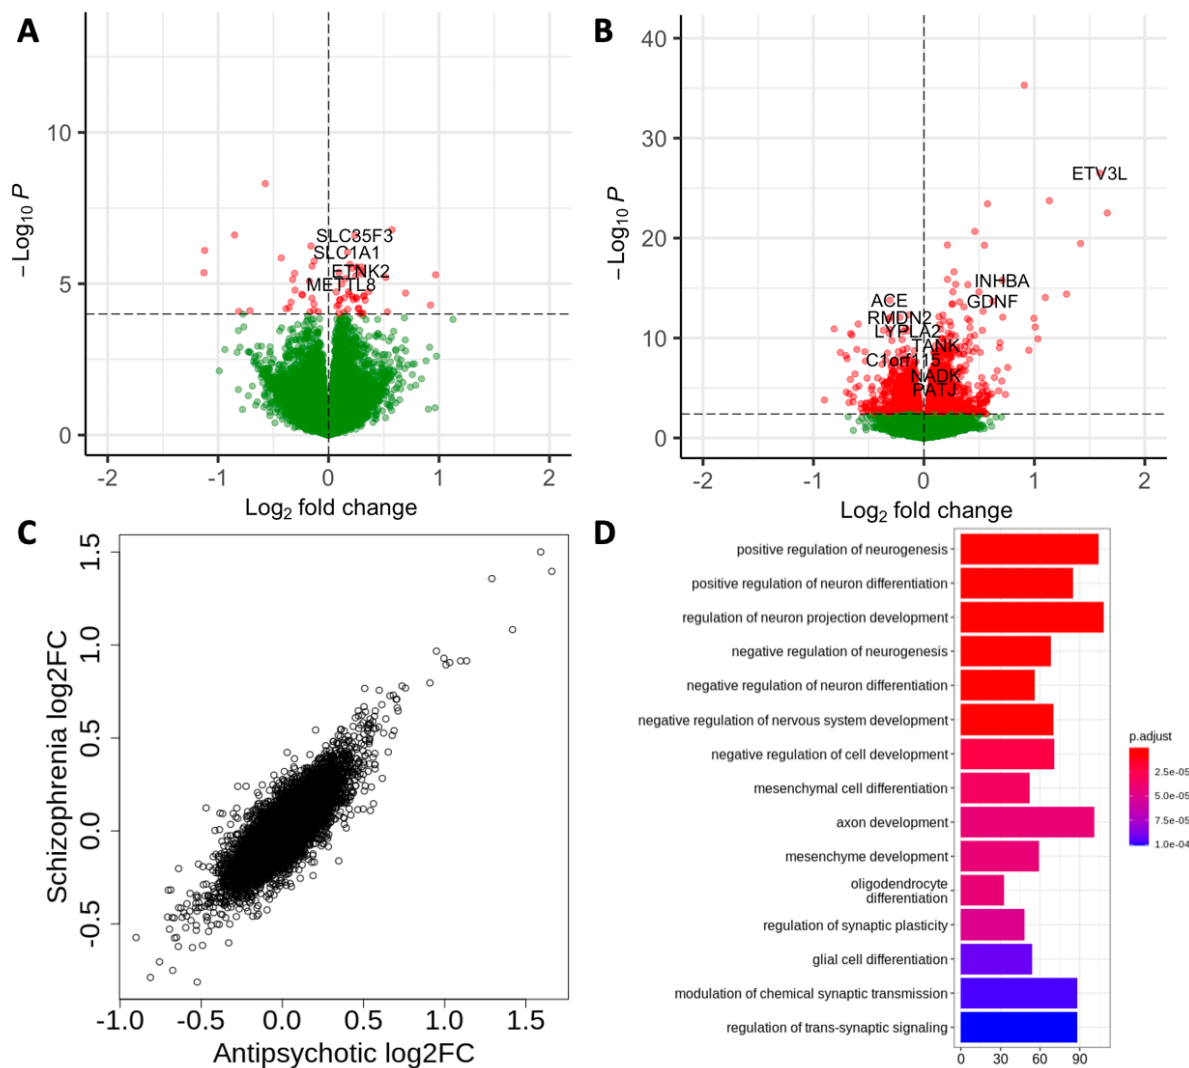 A
10
5
0
−Log10 P
SLC35F3
SLC1A1
ETNK2
METTL8
-2
-1
0
1
2
Log2 fold change
B
40
30
20
10
0
−Log10 P
ETV3L
INHBA
GDNF
ACE
RMDN2
LYPLA2
TANK
C1orf115
NADK
PATJ
-2
-1
0
1
2
Log2 fold change
C
1.5
1.0
0.5
0.0
-0.5
Schizophrenia log2FC
-1.0
-0.5
0.0
0.5
1.0
1.5
Antipsychotic log2FC
D
positive regulation of neurogenesis
positive regulation of neuron differentiation
regulation of neuron projection development
negative regulation of neurogenesis
negative regulation of neuron differentiation
negative regulation of nervous system development
negative regulation of cell development
mesenchymal cell differentiation
axon development
mesenchyme development
oligodendrocyte
differentiation
regulation of synaptic plasticity
glial cell differentiation
modulation of chemical synaptic transmission
regulation of trans-synaptic signaling
0
30
60
90
p.adjust
2.5e-05
5.0e-05
7.5e-05
1.0e-04